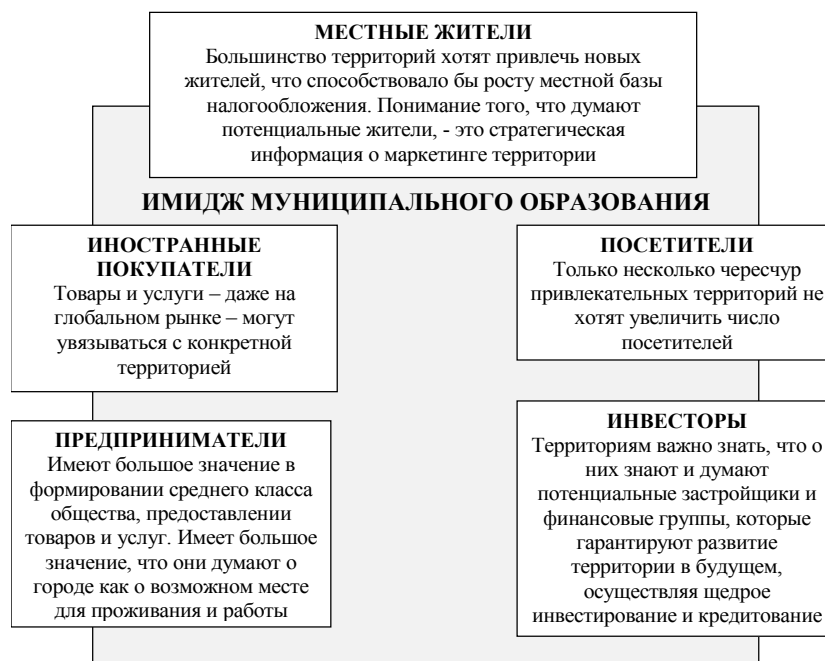 МЕСТНЫЕ ЖИТЕЛИ
Большинство территорий хотят привлечь новых
жителей, что способствовало бы росту местной базы
налогообложения. Понимание того, что думают
потенциальные жители, - это стратегическая
информация о маркетинге территории
ИМИДЖ МУНИЦИПАЛЬНОГО ОБРАЗОВАНИЯ
ИНОСТРАННЫЕ
ПОКУПАТЕЛИ
Товары и услуги – даже на
глобальном рынке – могут
увязываться с конкретной
территорией
ПОСЕТИТЕЛИ
Только несколько чересчур
привлекательных территорий не
хотят увеличить число
посетителей
ПРЕДПРИНИМАТЕЛИ
Имеют большое значение в
формировании среднего класса
общества, предоставлении
товаров и услуг. Имеет большое
значение, что они думают о
городе как о возможном месте
для проживания и работы
ИНВЕСТОРЫ
Территориям важно знать, что о
них знают и думают
потенциальные застройщики и
финансовые группы, которые
гарантируют развитие
территории в будущем,
осуществляя щедрое
инвестирование и кредитование